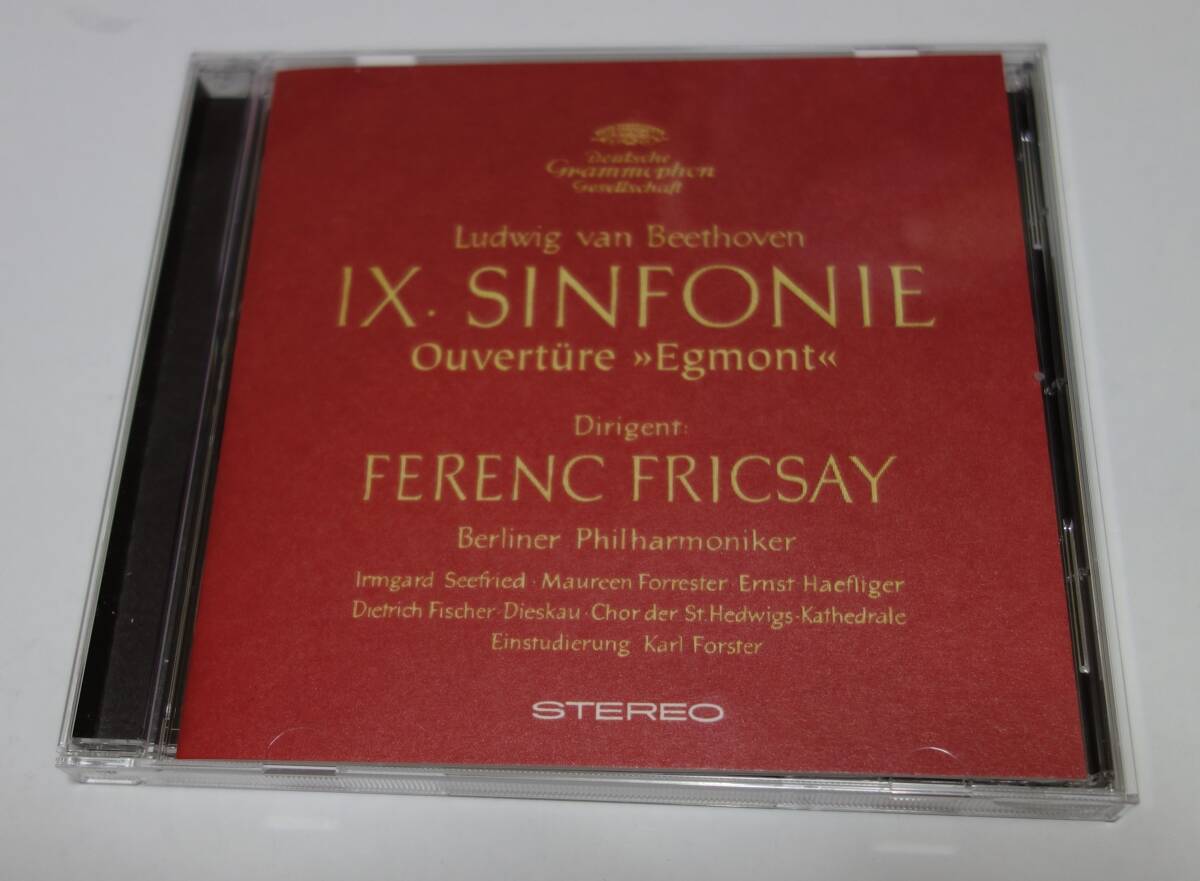 Deutsche
Grammophon
Gesellschaft
Ludwig van Beethoven
IX. SINFONIE
Ouvertüre »Egmont«
Dirigent:
FERENC FRICSAY
Berliner Philharmoniker
Irmgard Seefried · Maureen Forrester · Ernst Haefliger
Dietrich Fischer-Dieskau · Chor der St. Hedwigs-Kathedrale
Einstudierung Karl Forster
STEREO